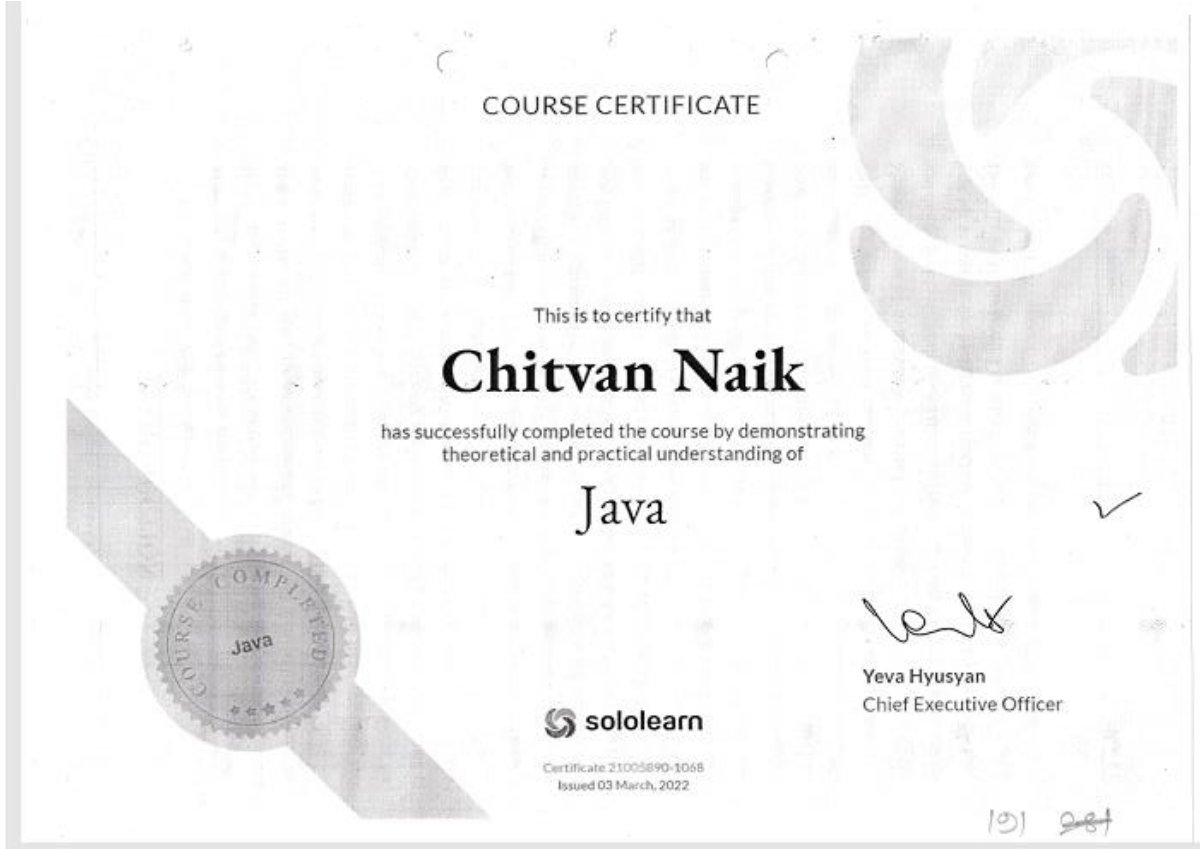 COURSE CERTIFICATE
This is to certify that
Chitvan Naik
has successfully completed the course by demonstrating
theoretical and practical understanding of
Java
COURSE COMPLETED
Java
Yeva Hyusyan
Chief Executive Officer
sololearn
Certificate 21005890-1068
Issued 03 March, 2022
191